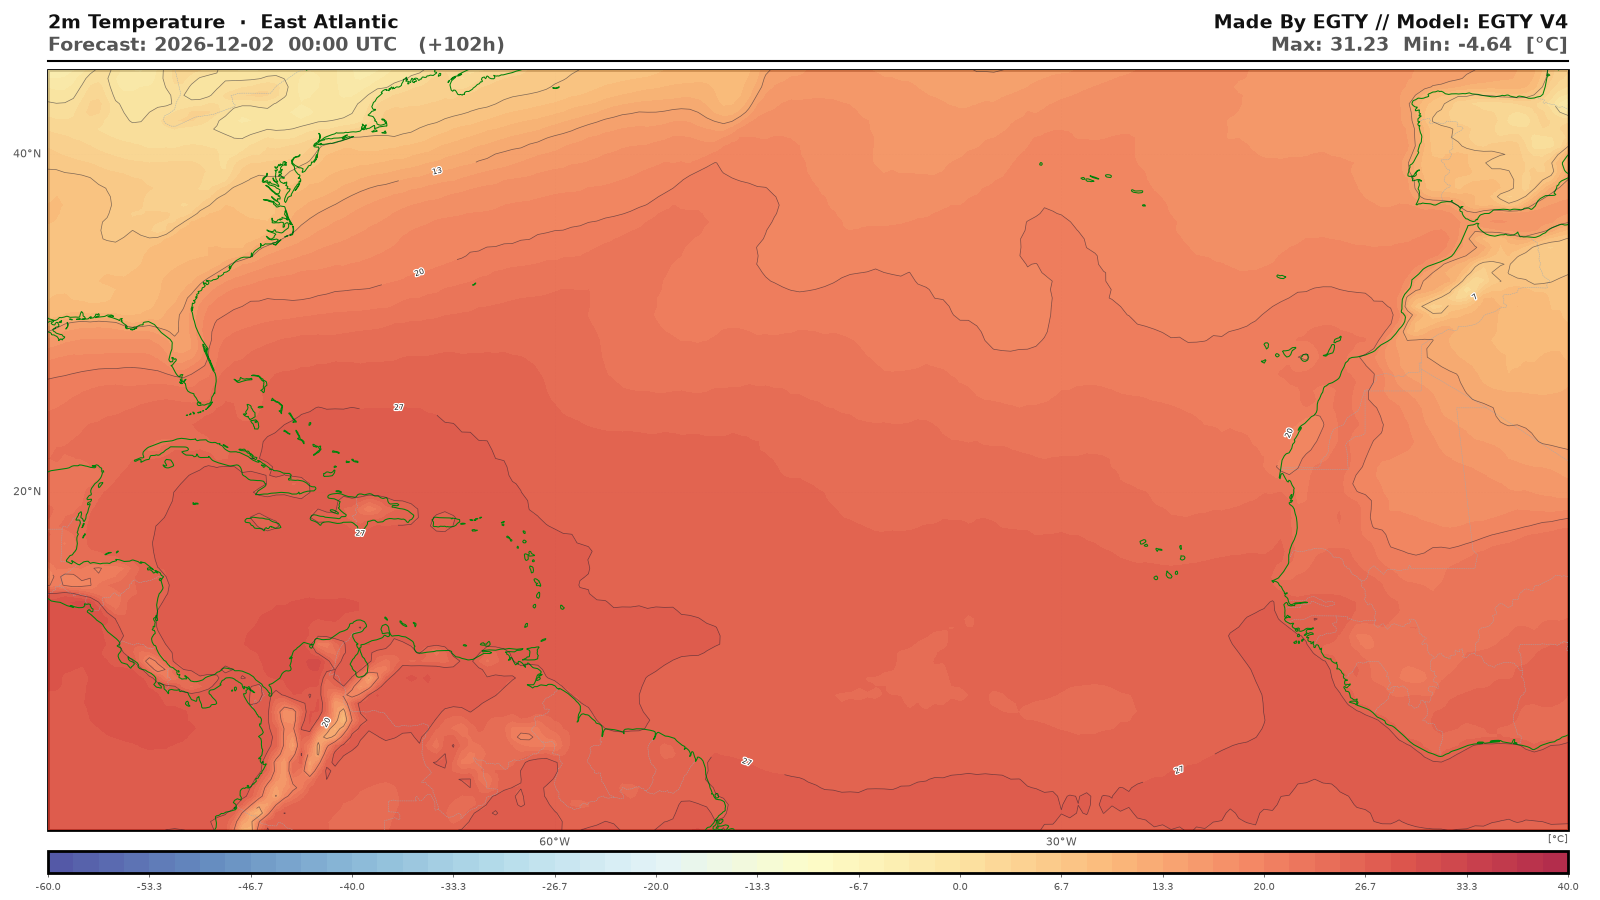 2m Temperature · East Atlantic
Made By EGTY // Model: EGTY V4
Forecast: 2026-12-02 00:00 UTC (+102h)
Max: 31.23 Min: -4.64 [°C]
40°N
13
20
7
27
20
20°N
27
20
27
27
60°W
30°W
[°C]
-60.0 -53.3 -46.7 -40.0 -33.3 -26.7 -20.0 -13.3 -6.7 0.0 6.7 13.3 20.0 26.7 33.3 40.0